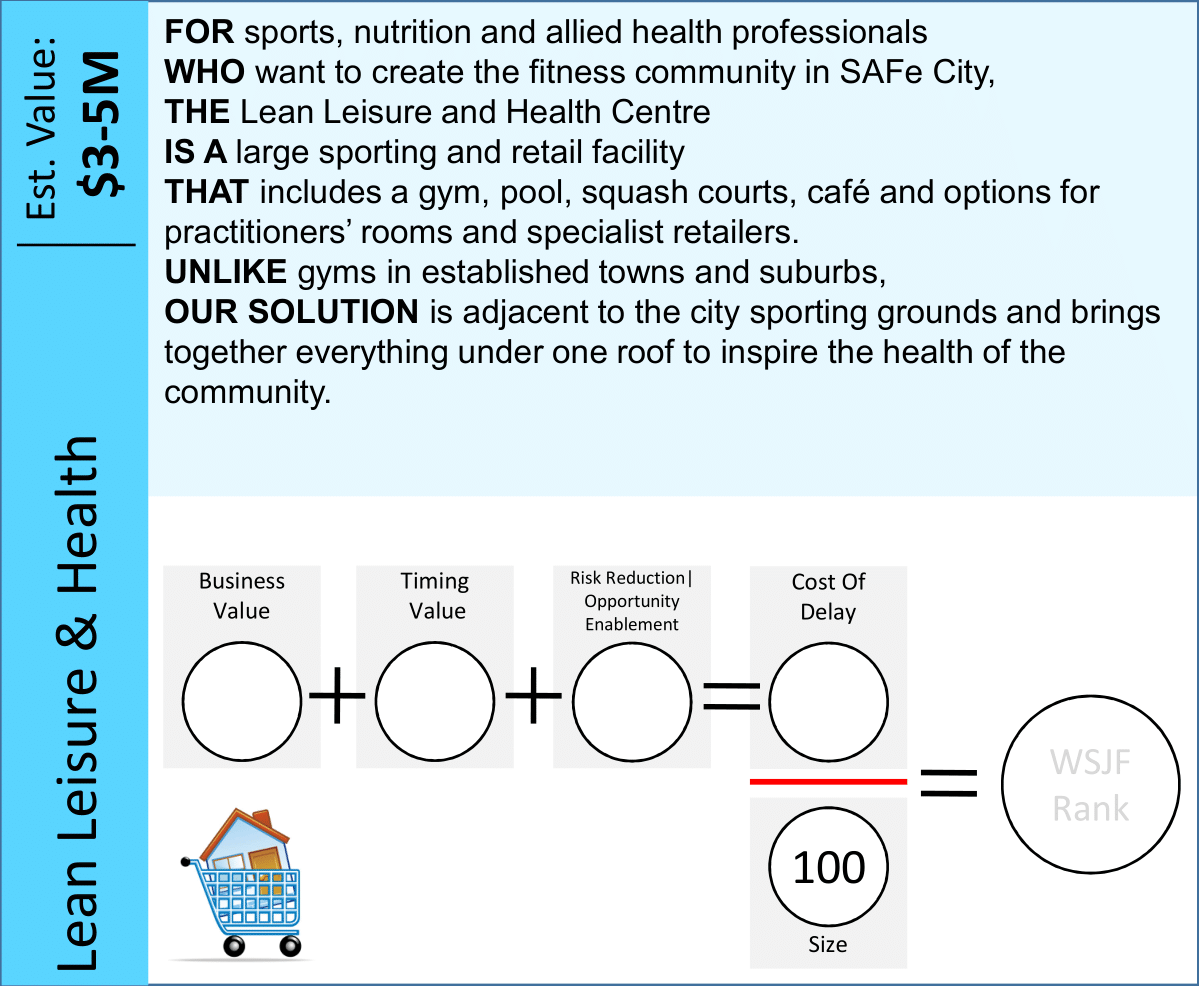 Est. Value:
$3-5M
Lean Leisure & Health
FOR sports, nutrition and allied health professionals
WHO want to create the fitness community in SAFe City,
THE Lean Leisure and Health Centre
IS A large sporting and retail facility
THAT includes a gym, pool, squash courts, café and options for
practitioners’ rooms and specialist retailers.
UNLIKE gyms in established towns and suburbs,
OUR SOLUTION is adjacent to the city sporting grounds and brings
together everything under one roof to inspire the health of the
community.
Business
Value
+
Timing
Value
+
Risk Reduction|
Opportunity
Enablement
=
Cost Of
Delay
100
Size
=
WSJF
Rank